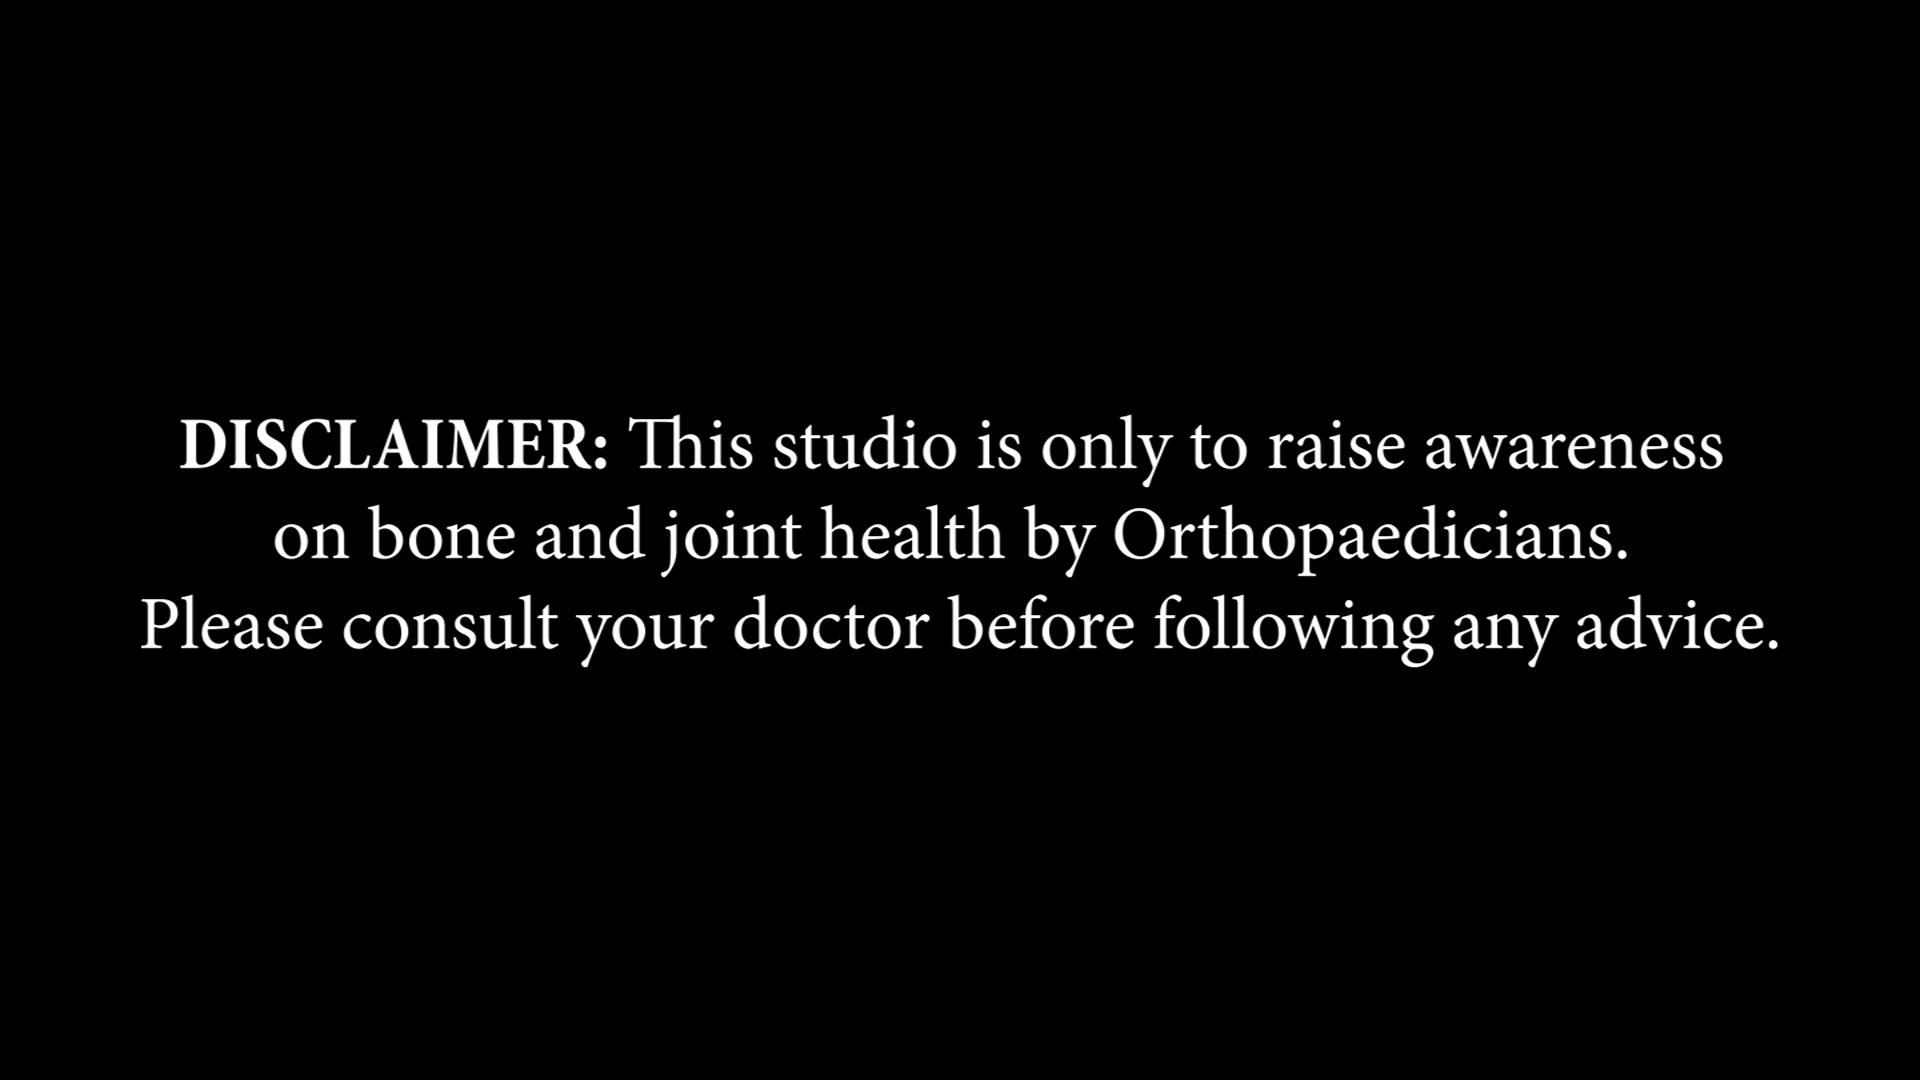 DISCLAIMER: This studio is only to raise awareness
on bone and joint health by Orthopaedicians.
Please consult your doctor before following any advice.